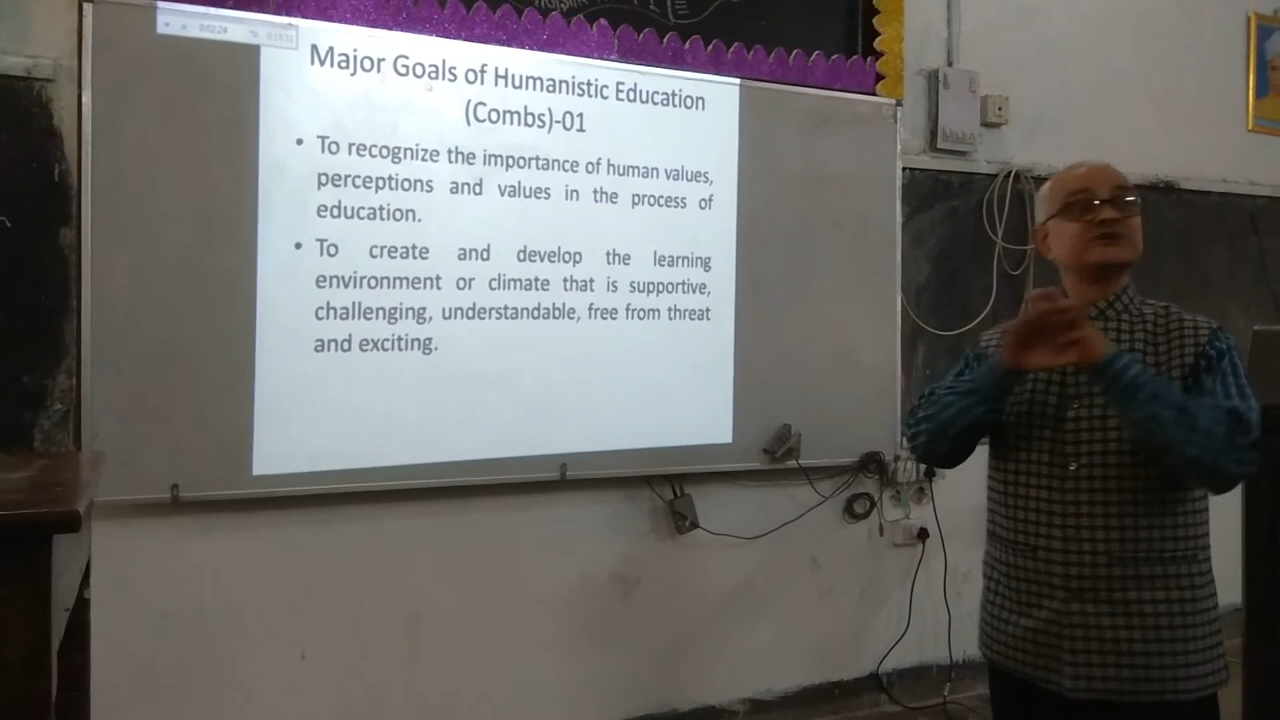 Major Goals of Humanistic Education
(Combs)-01
• To recognize the importance of human values,
perceptions and values in the process of
education.
• To create and develop the learning
environment or climate that is supportive,
challenging, understandable, free from threat
and exciting.